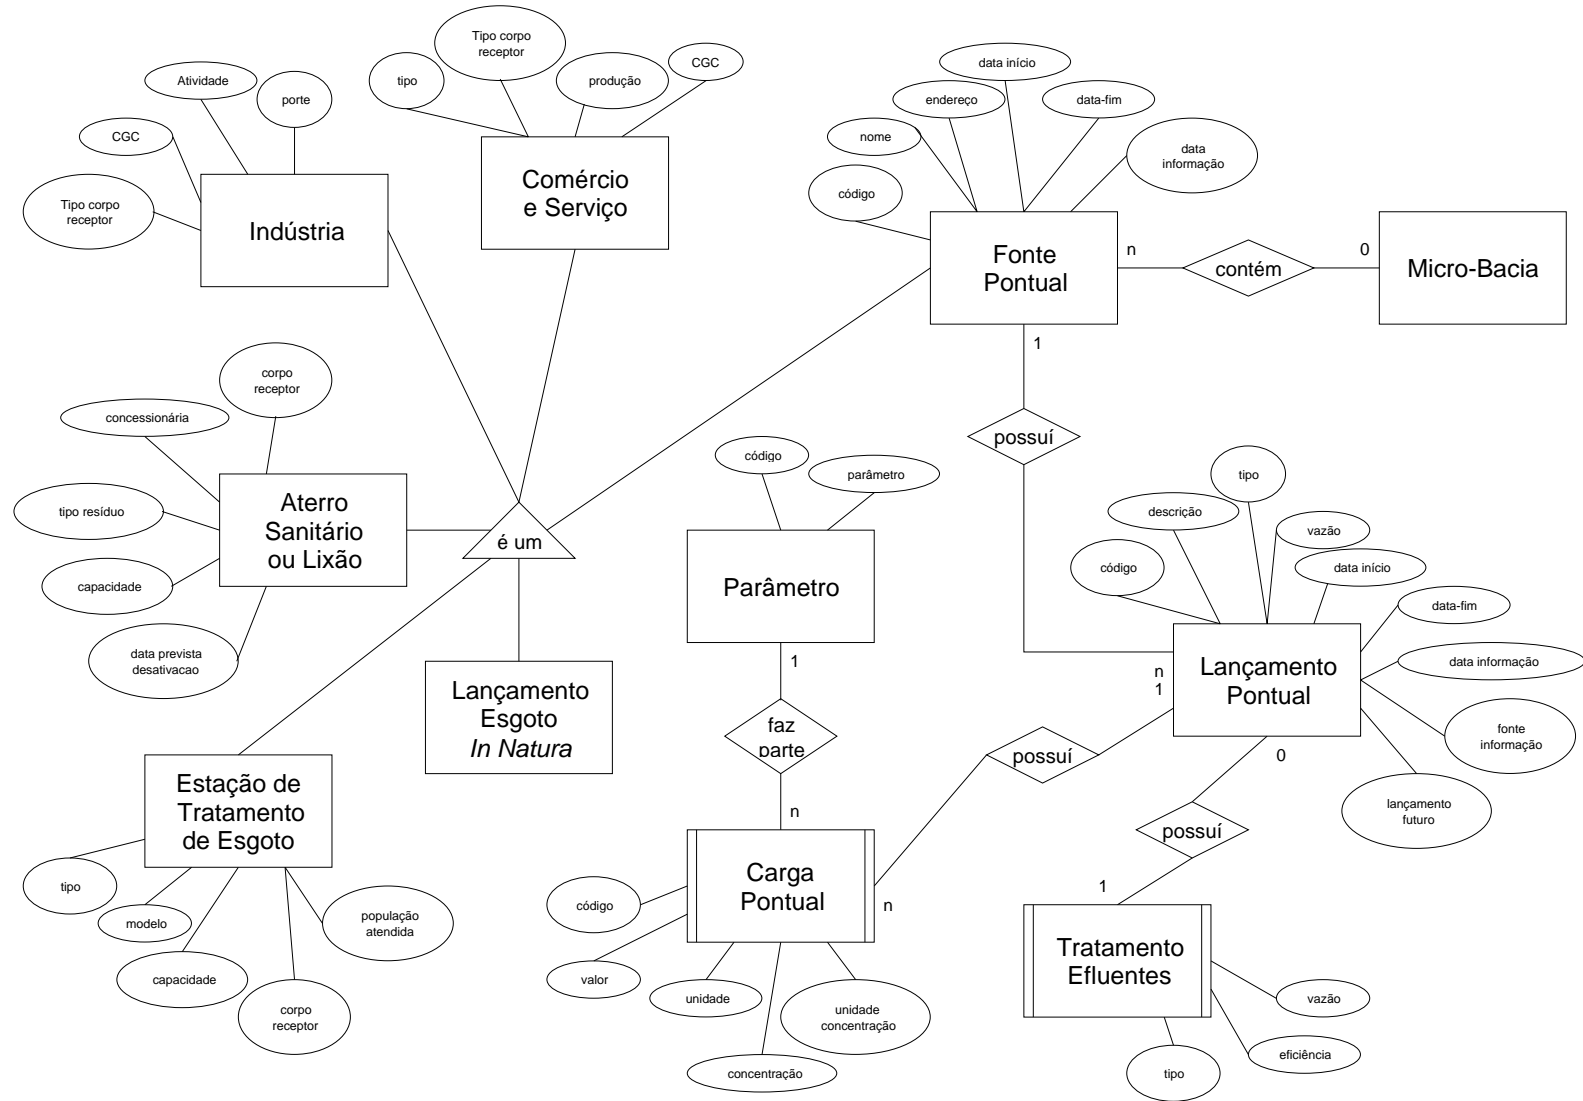 Tipo corpo
receptor
tipo
produção
CGC
Atividade
porte
CGC
Tipo corpo
receptor
Indústria
Comércio
e Serviço
data início
endereço
data-fim
nome
data
informação
código
Fonte
Pontual
n
contém
0
Micro-Bacia
1
possuí
corpo
receptor
concessionária
tipo resíduo
capacidade
data prevista
desativacao
Aterro
Sanitário
ou Lixão
é um
código
parâmetro
Parâmetro
1
faz
parte
n
tipo
descrição
vazão
código
data início
data-fim
data informação
fonte
informação
lançamento
futuro
n
1
Lançamento
Pontual
0
possuí
possuí
1
Lançamento
Esgoto
In Natura
Estação de
Tratamento
de Esgoto
tipo
modelo
capacidade
corpo
receptor
população
atendida
Carga
Pontual
n
código
valor
unidade
concentração
unidade
concentração
Tratamento
Efluentes
vazão
eficiência
tipo